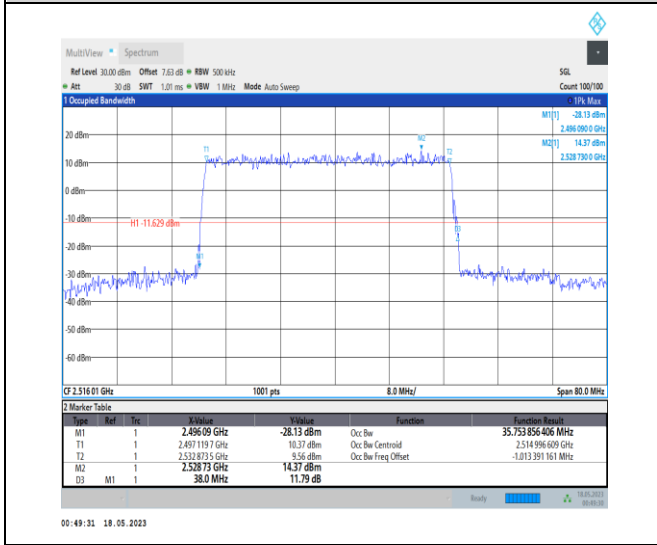 MultiView Spectrum
Ref Level 30.00 dBm Offset 7.63 dB RBW 500 kHz SGL
Att 30 dB SWT 1.01 ms VBW 1 MHz Mode Auto Sweep Count 100/100
1 Occupied Bandwidth 1Pk Max
M1[1] -28.13 dBm
2.496 090 0 GHz
M2[1] 14.37 dBm
2.528 730 0 GHz
20 dBm
T1
M2
T2
10 dBm
0 dBm
-10 dBm
H1 -11.629 dBm
D3
-20 dBm
M1
-30 dBm
-40 dBm
-50 dBm
-60 dBm
CF 2.516 01 GHz 1001 pts 8.0 MHz/ Span 80.0 MHz
2 Marker Table
Type Ref Trc X-Value Y-Value Function Function Result
M1 1 2.496 09 GHz -28.13 dBm Occ Bw 35.753 856 406 MHz
T1 1 2.497 119 7 GHz 10.37 dBm Occ Bw Centroid 2.514 996 609 GHz
T2 1 2.532 873 5 GHz 9.56 dBm Occ Bw Freq Offset -1.013 391 161 MHz
M2 1 2.528 73 GHz 14.37 dBm
D3 M1 1 38.0 MHz 11.79 dB
Ready 18.05.2023
00:49:30
00:49:31 18.05.2023